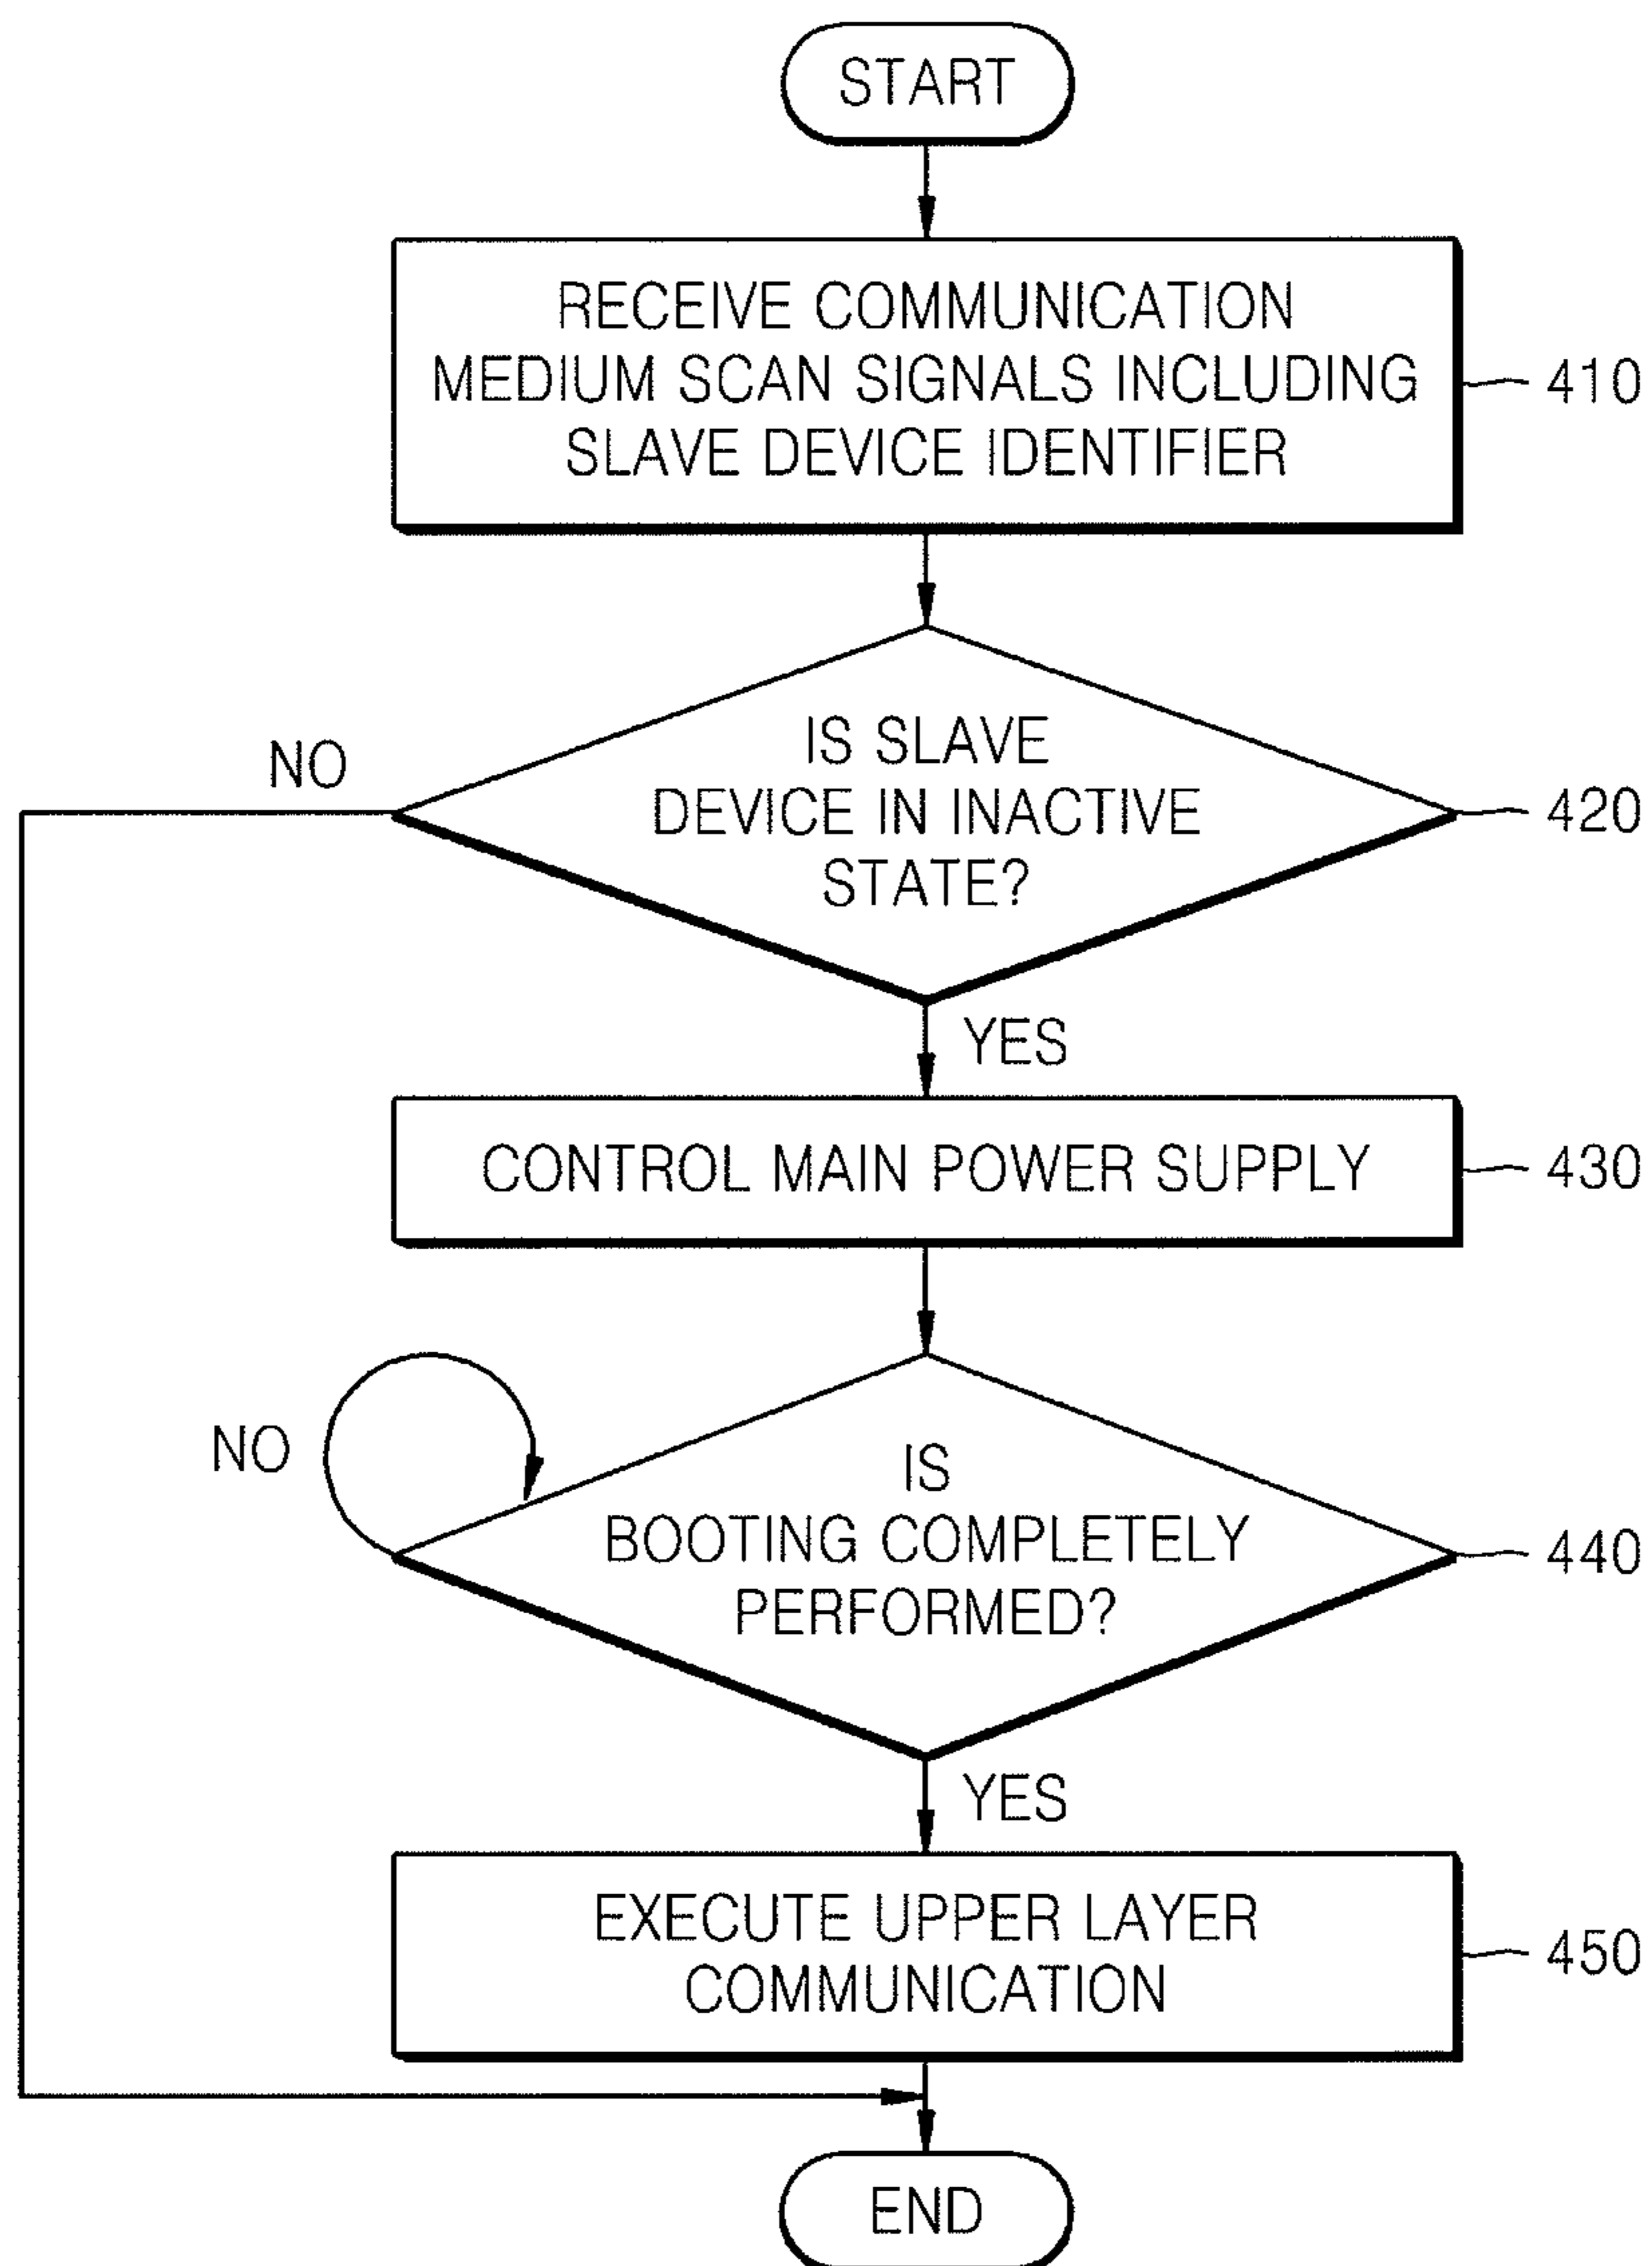 START
RECEIVE COMMUNICATION
MEDIUM SCAN SIGNALS INCLUDING
SLAVE DEVICE IDENTIFIER
410
IS SLAVE
DEVICE IN INACTIVE
STATE?
NO
420
YES
CONTROL MAIN POWER SUPPLY
430
IS
BOOTING COMPLETELY
PERFORMED?
NO
440
YES
EXECUTE UPPER LAYER
COMMUNICATION
450
END